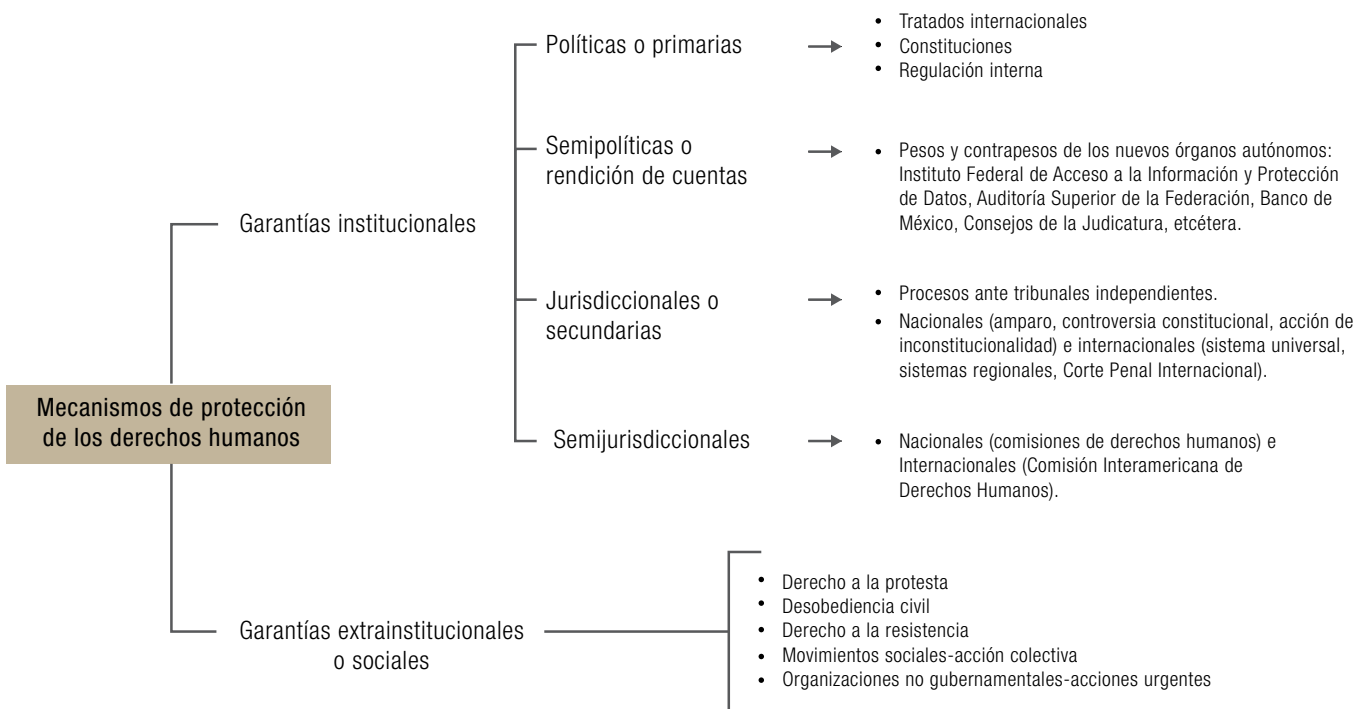 Mecanismos de protección
de los derechos humanos
Garantías institucionales
Políticas o primarias
• Tratados internacionales
• Constituciones
• Regulación interna
Semipolíticas o
rendición de cuentas
• Pesos y contrapesos de los nuevos órganos autónomos:
Instituto Federal de Acceso a la Información y Protección
de Datos, Auditoría Superior de la Federación, Banco de
México, Consejos de la Judicatura, etcétera.
Jurisdiccionales o
secundarias
• Procesos ante tribunales independientes.
• Nacionales (amparo, controversia constitucional, acción de
inconstitucionalidad) e internacionales (sistema universal,
sistemas regionales, Corte Penal Internacional).
Semijurisdiccionales
• Nacionales (comisiones de derechos humanos) e
Internacionales (Comisión Interamericana de
Derechos Humanos).
Garantías extrainstitucionales
o sociales
• Derecho a la protesta
• Desobediencia civil
• Derecho a la resistencia
• Movimientos sociales-acción colectiva
• Organizaciones no gubernamentales-acciones urgentes